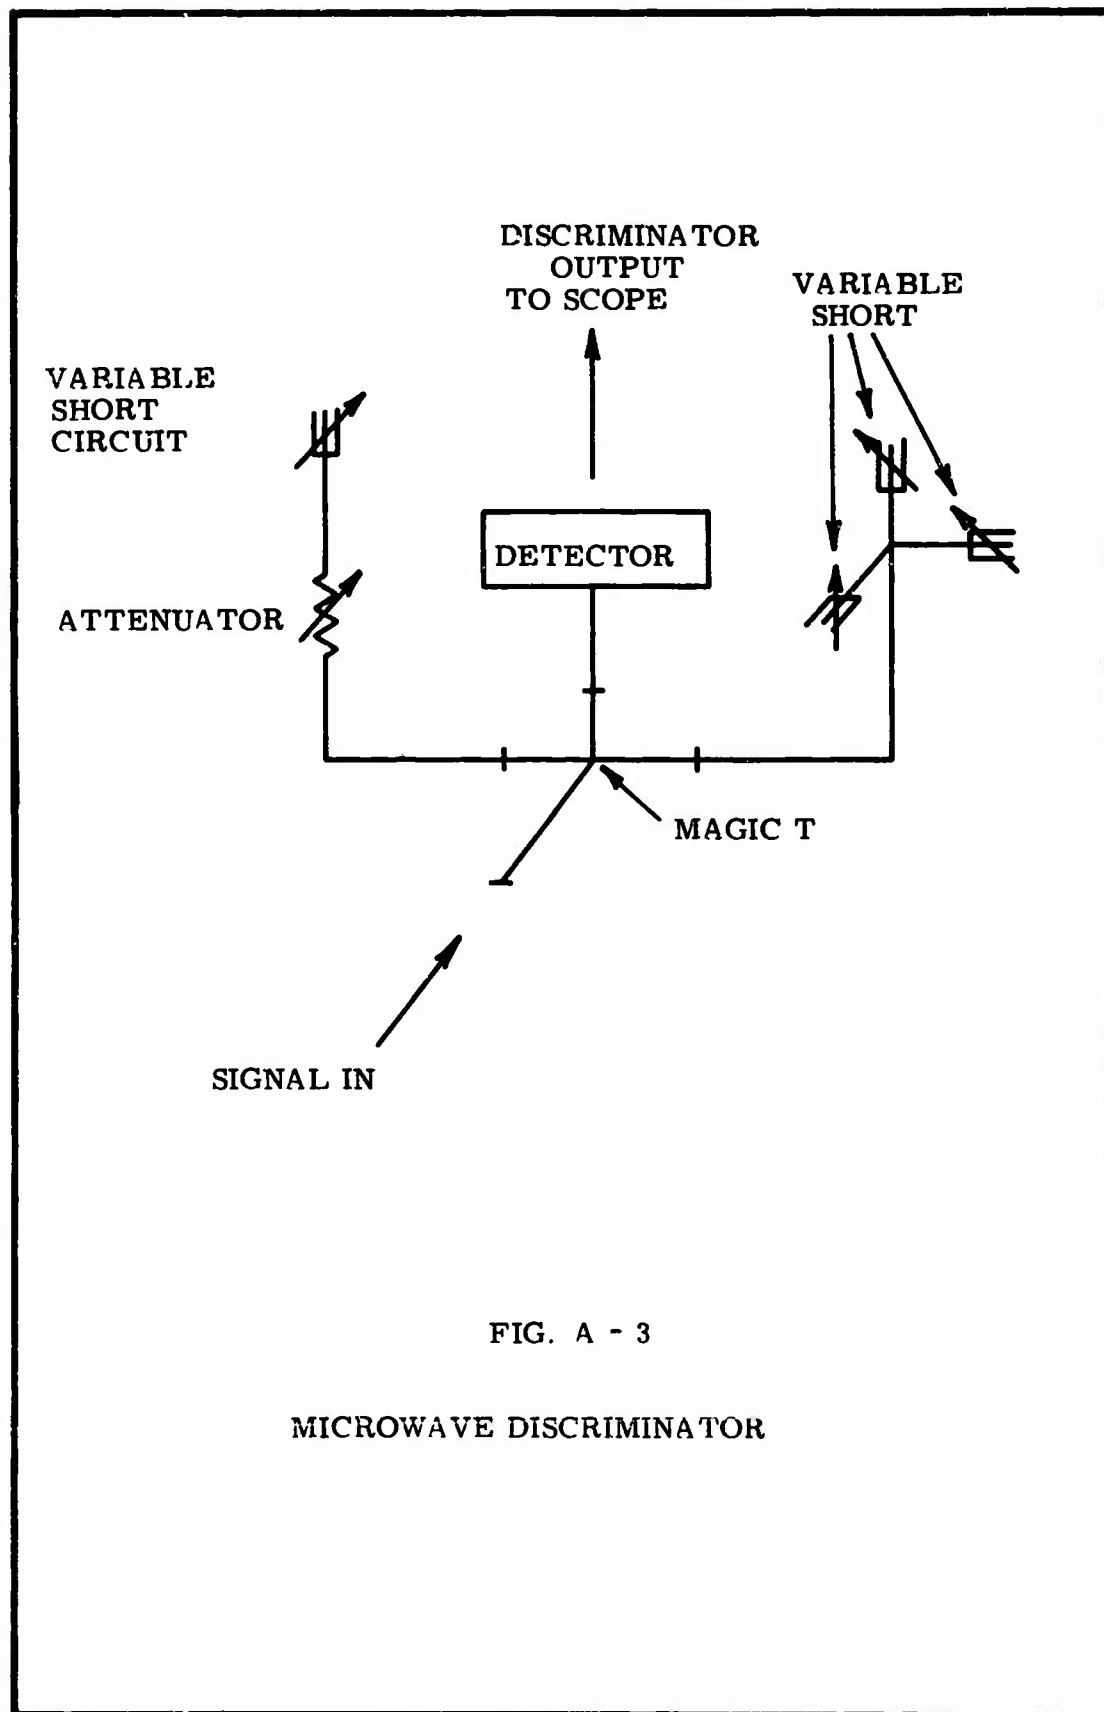 DISCRIMINATOR
OUTPUT
TO SCOPE
VARIABLE
SHORT
VARIABLE
SHORT
CIRCUIT
DETECTOR
ATTENUATOR
MAGIC T
SIGNAL IN
FIG. A - 3
MICROWAVE DISCRIMINATOR